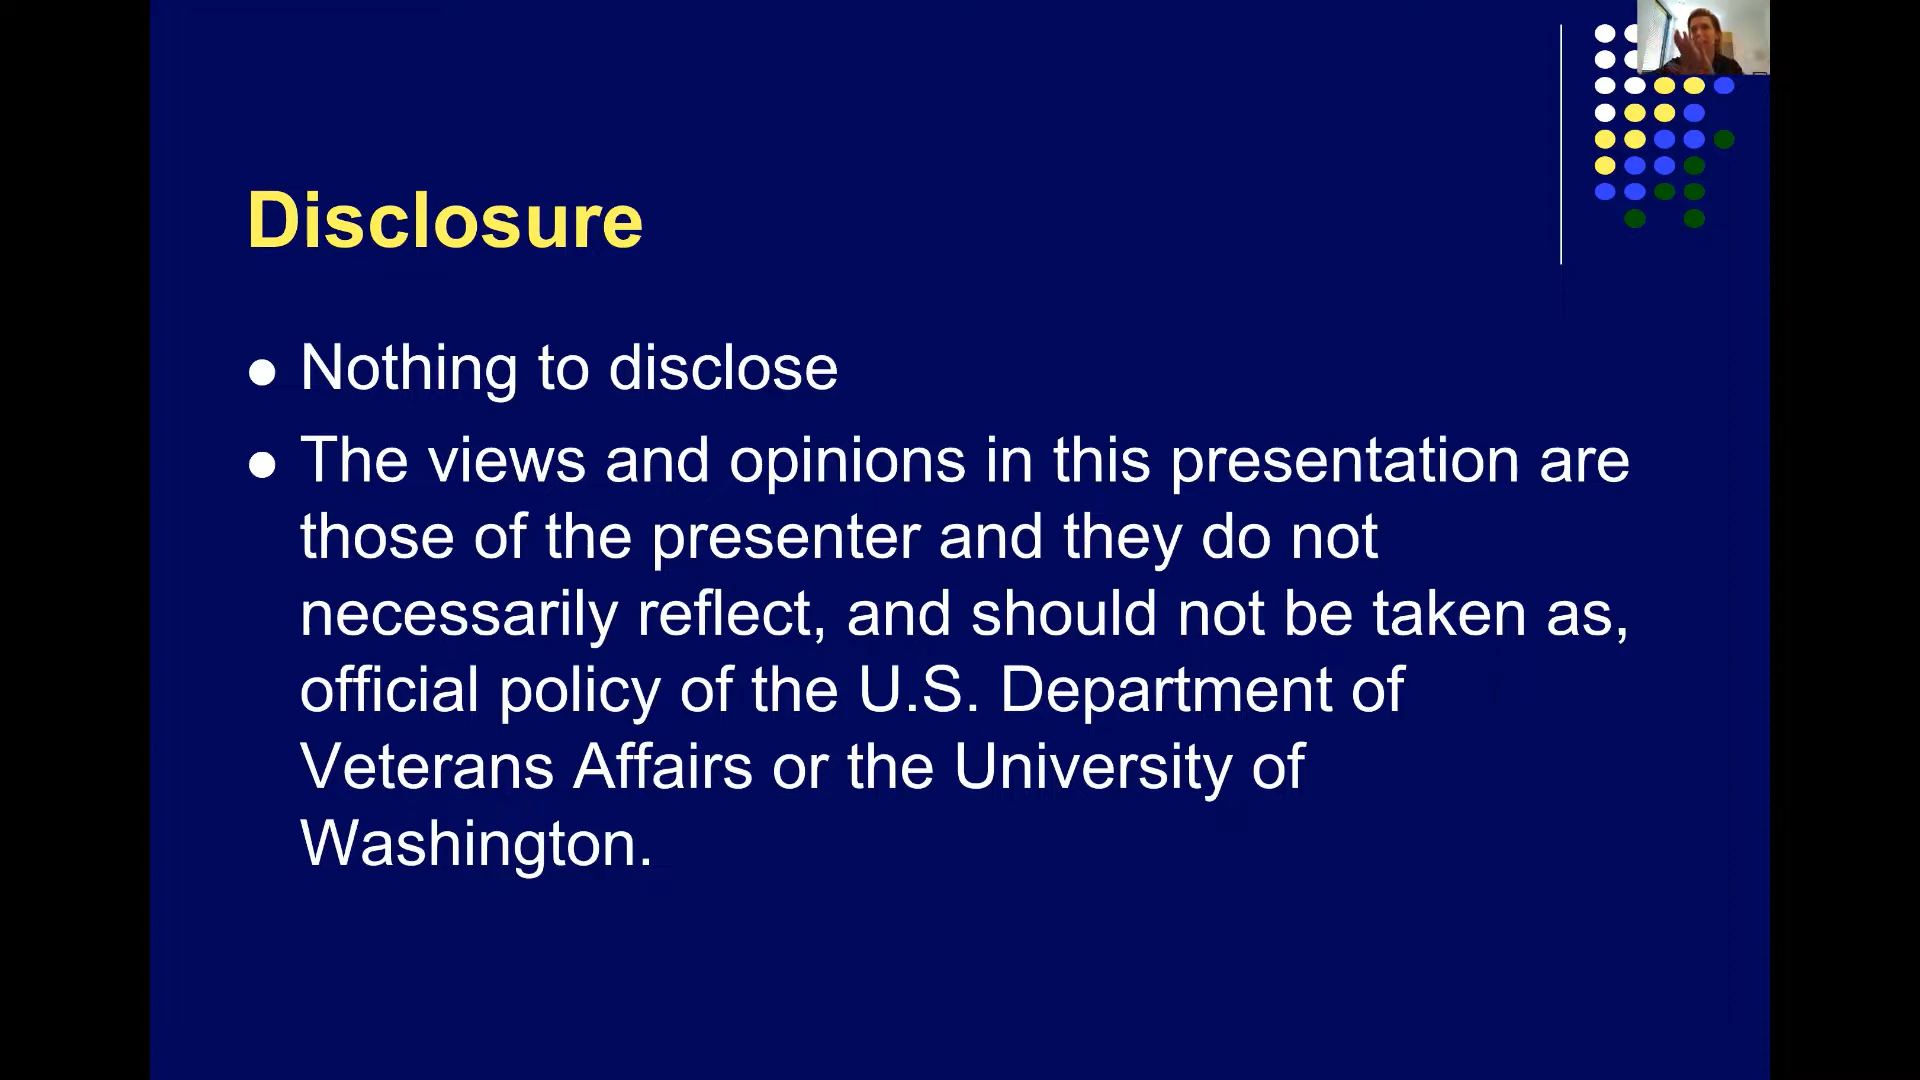 Disclosure
Nothing to disclose
The views and opinions in this presentation are
those of the presenter and they do not
necessarily reflect, and should not be taken as,
official policy of the U.S. Department of
Veterans Affairs or the University of
Washington.